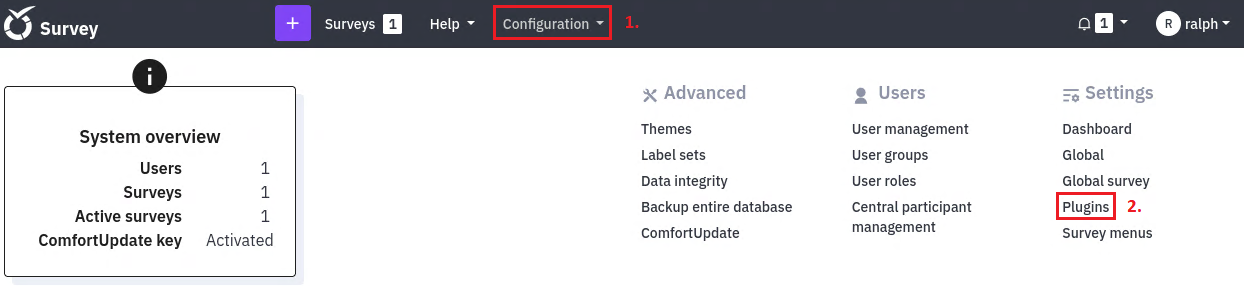 Survey
+ Surveys 1 Help Configuration 1. 1 R ralph
System overview
Users 1
Surveys 1
Active surveys 1
ComfortUpdate key Activated
Advanced
Themes
Label sets
Data integrity
Backup entire database
ComfortUpdate
Users
User management
User groups
User roles
Central participant
management
Settings
Dashboard
Global
Global survey
Plugins 2.
Survey menus